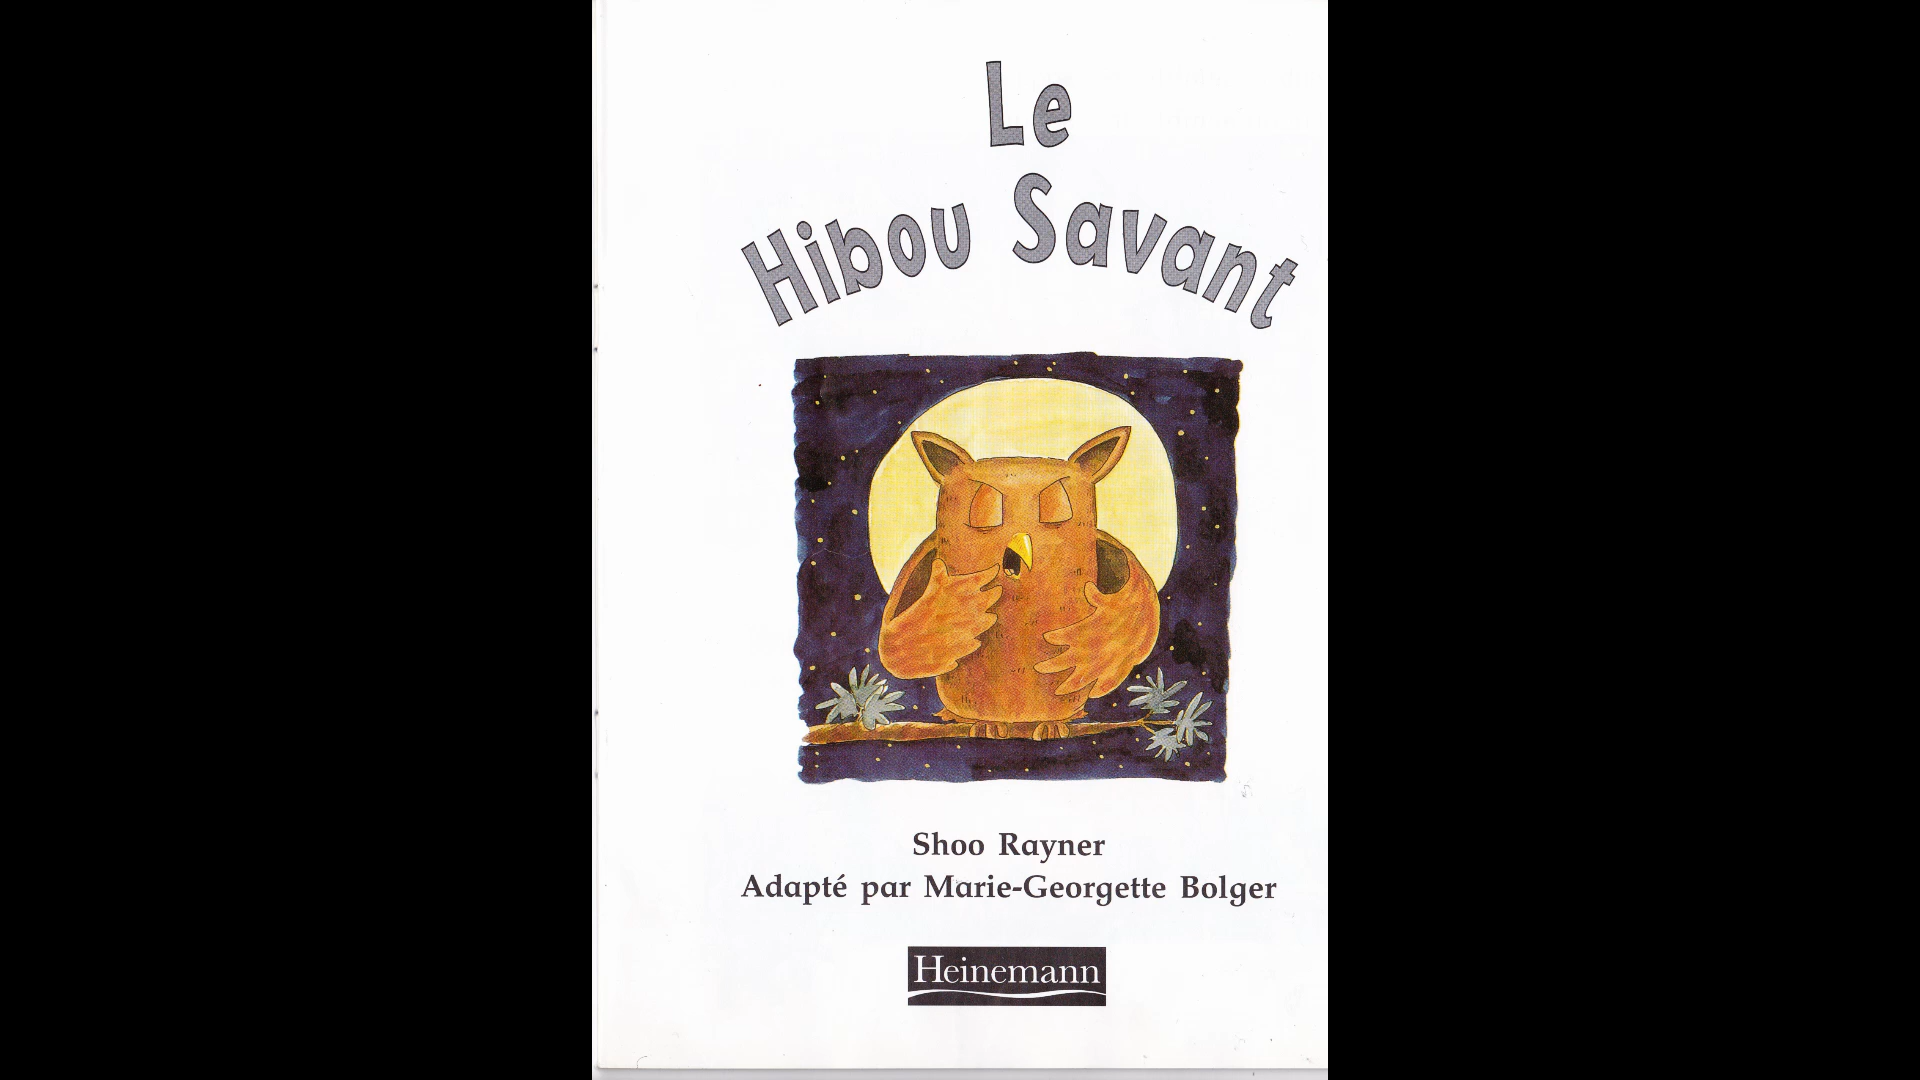 Le
Hibou Savant
Shoo Rayner
Adapté par Marie-Georgette Bolger
Heinemann